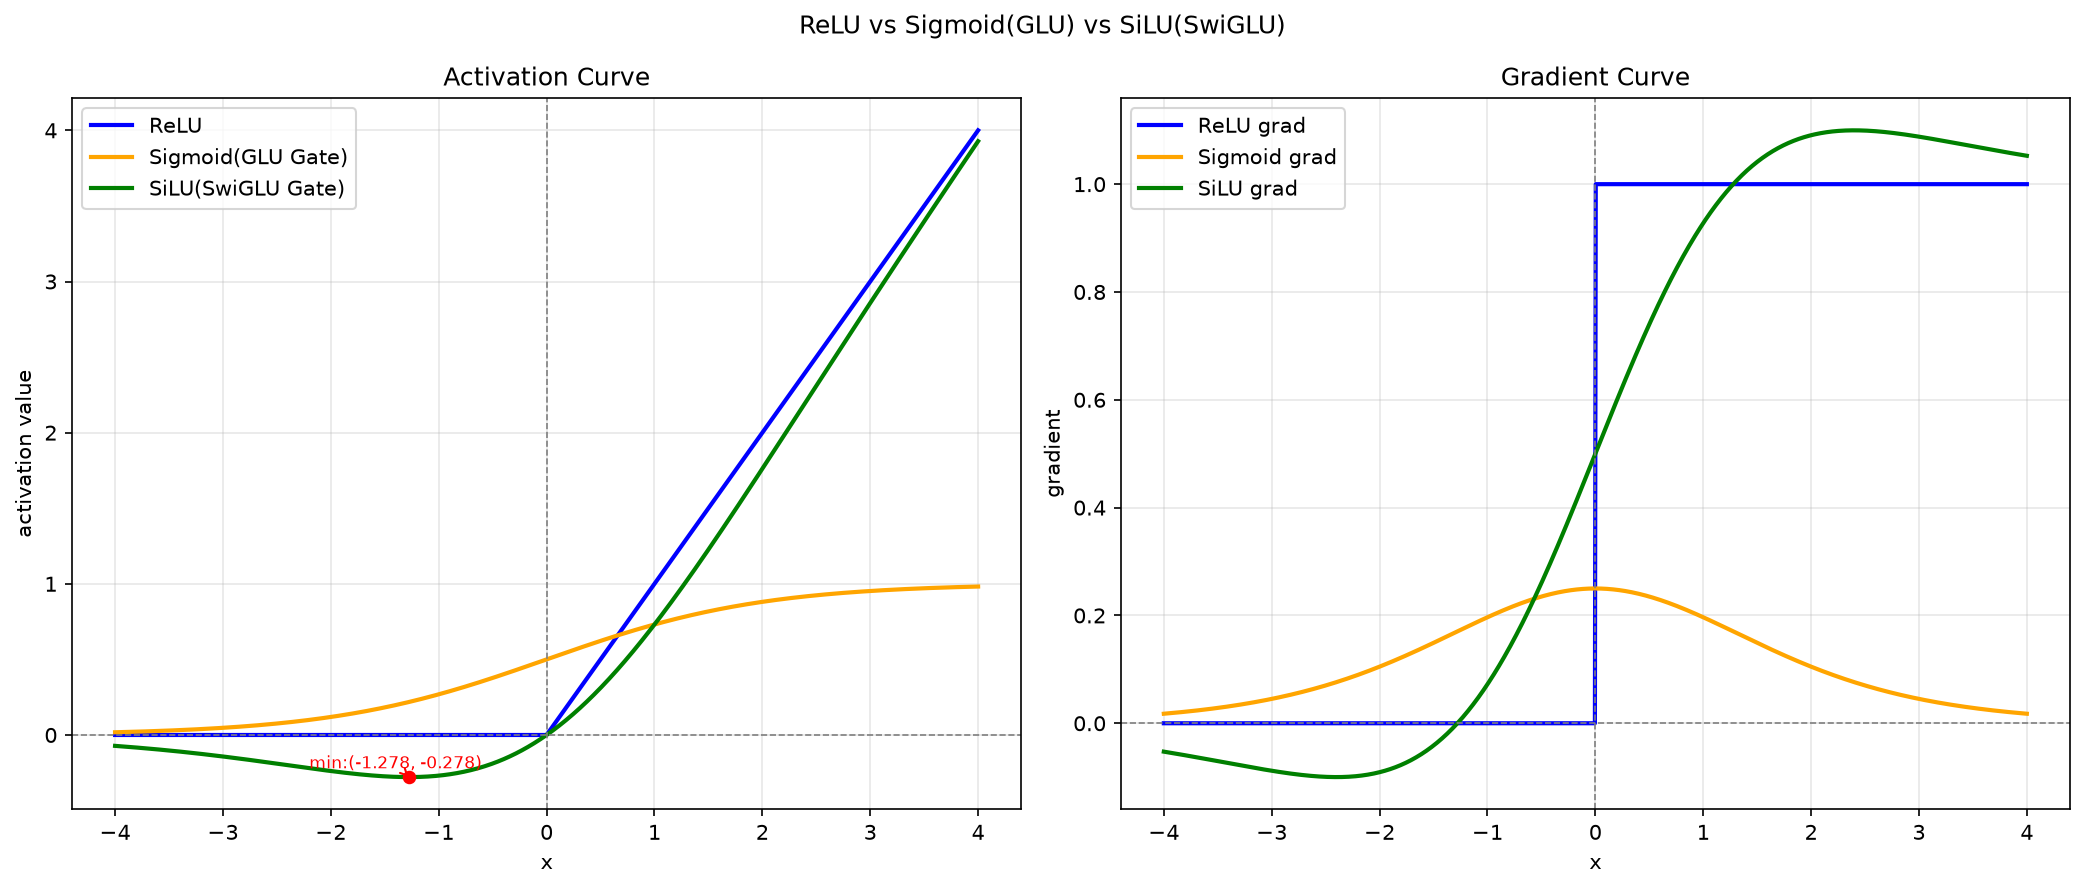 ReLU vs Sigmoid(GLU) vs SiLU(SwiGLU)
Activation Curve
ReLU
Sigmoid(GLU Gate)
SiLU(SwiGLU Gate)
activation value
4
3
2
1
0
min:(-1.278, -0.278)
−4 −3 −2 −1 0 1 2 3 4
x
Gradient Curve
ReLU grad
Sigmoid grad
SiLU grad
gradient
1.0
0.8
0.6
0.4
0.2
0.0
−4 −3 −2 −1 0 1 2 3 4
x